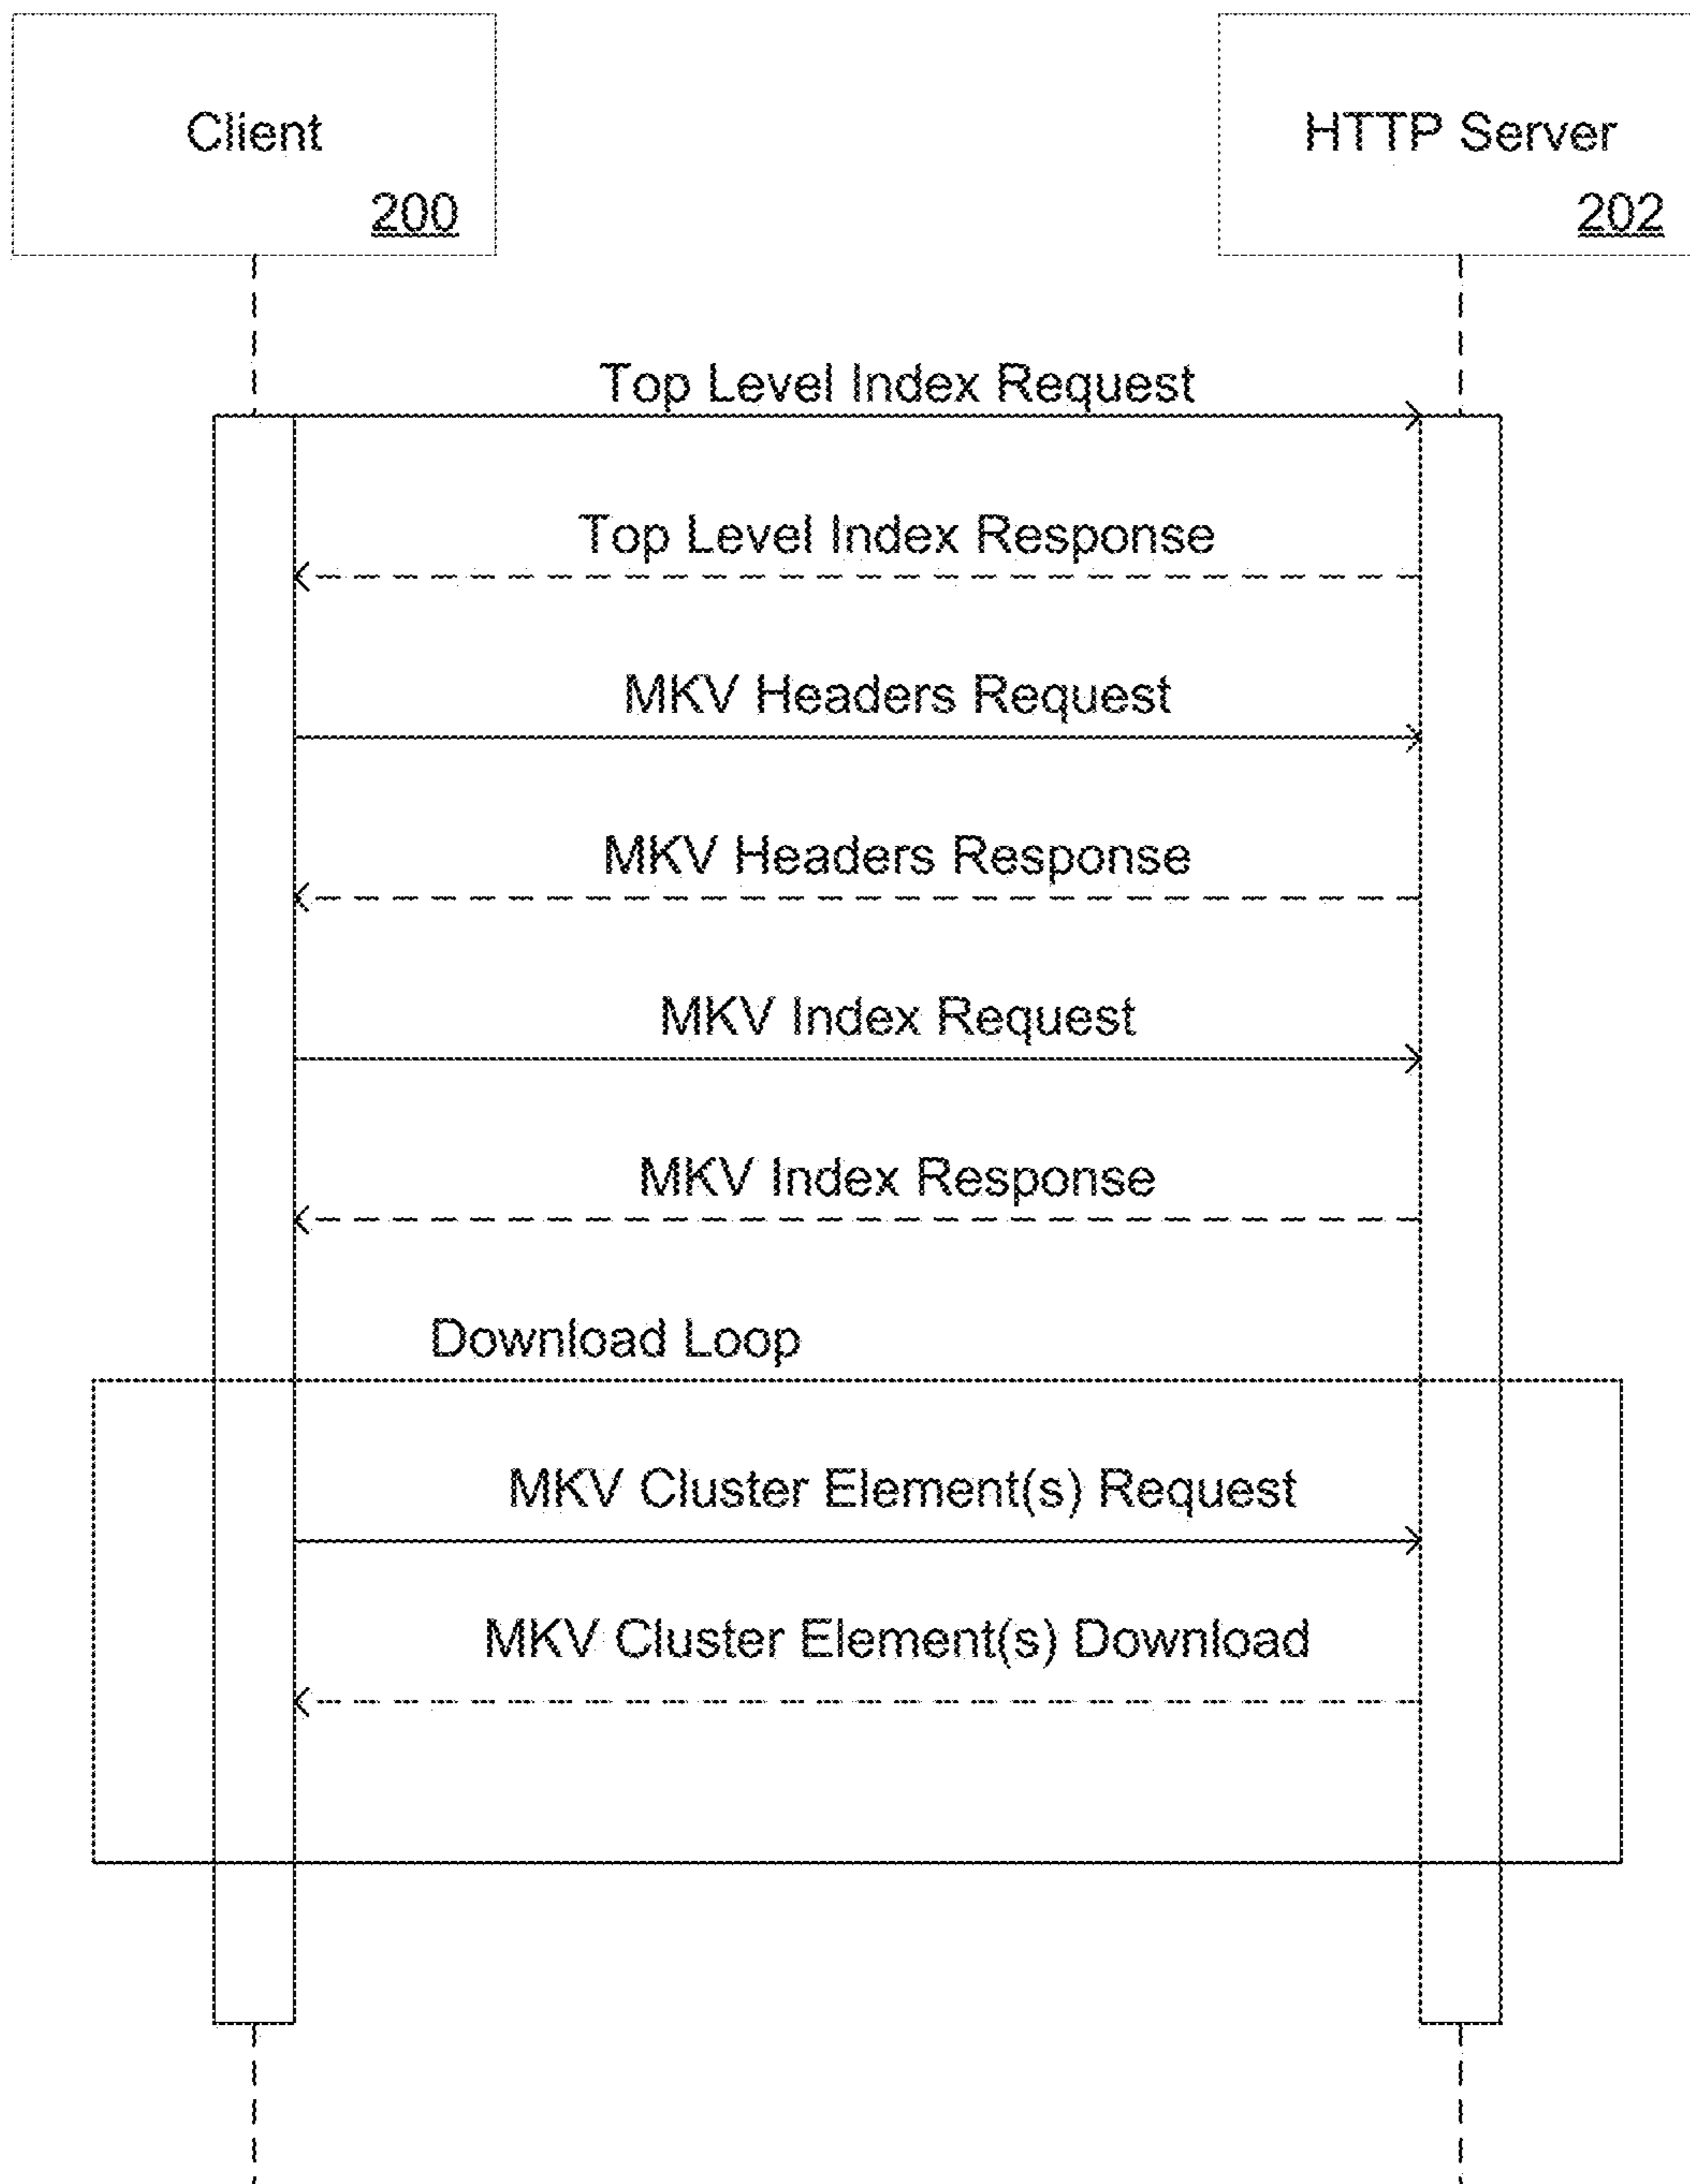 Client
200
HTTP Server
202
Top Level Index Request
Top Level Index Response
MKV Headers Request
MKV Headers Response
MKV Index Request
MKV Index Response
Download Loop
MKV Cluster Element(s) Request
MKV Cluster Element(s) Download